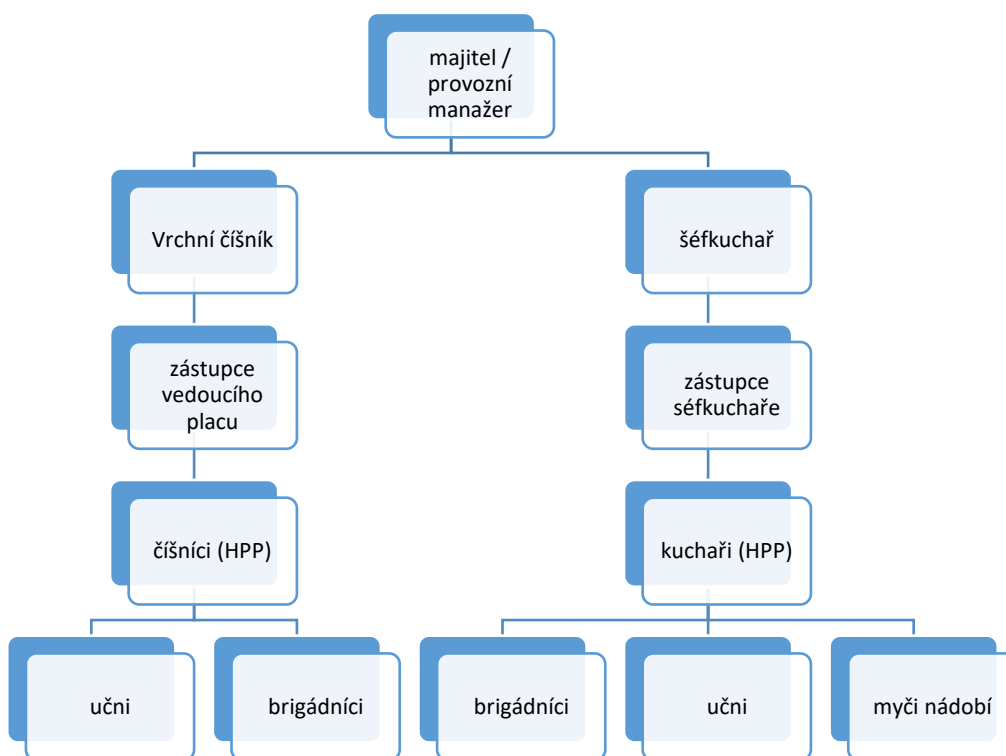 majitel /
provozní
manažer
Vrchní číšník
šéfkuchař
zástupce
vedoucího
placu
zástupce
séfkuchaře
číšníci (HPP)
kuchaři (HPP)
učni
brigádníci
brigádníci
učni
myči nádobí